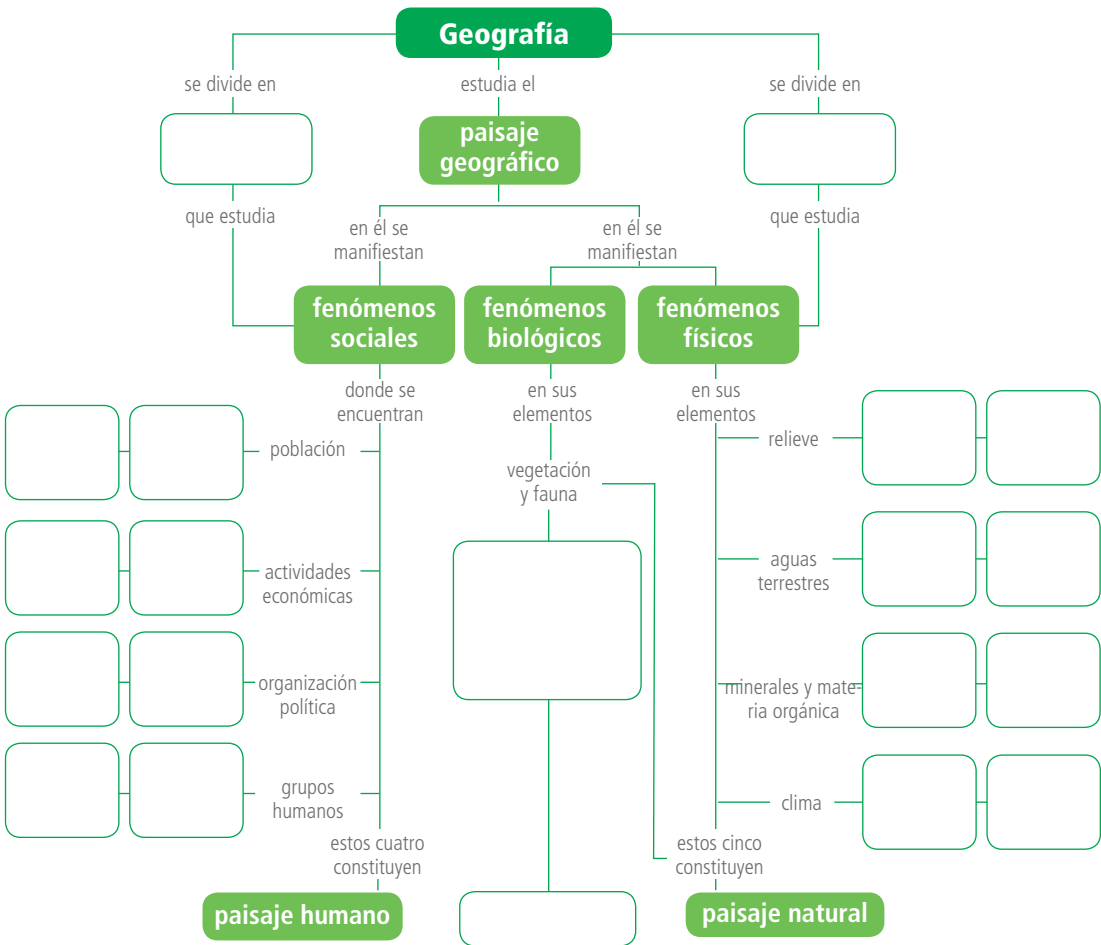 Geografía
se divide en
estudia el
se divide en
paisaje
geográfico
que estudia
que estudia
en él se
manifiestan
en él se
manifiestan
fenómenos
sociales
fenómenos
biológicos
fenómenos
físicos
donde se
encuentran
en sus
elementos
en sus
elementos
población
actividades
económicas
organización
política
grupos
humanos
vegetación
y fauna
relieve
aguas
terrestres
minerales y mate-
ria orgánica
clima
estos cuatro
constituyen
estos cinco
constituyen
paisaje humano
paisaje natural